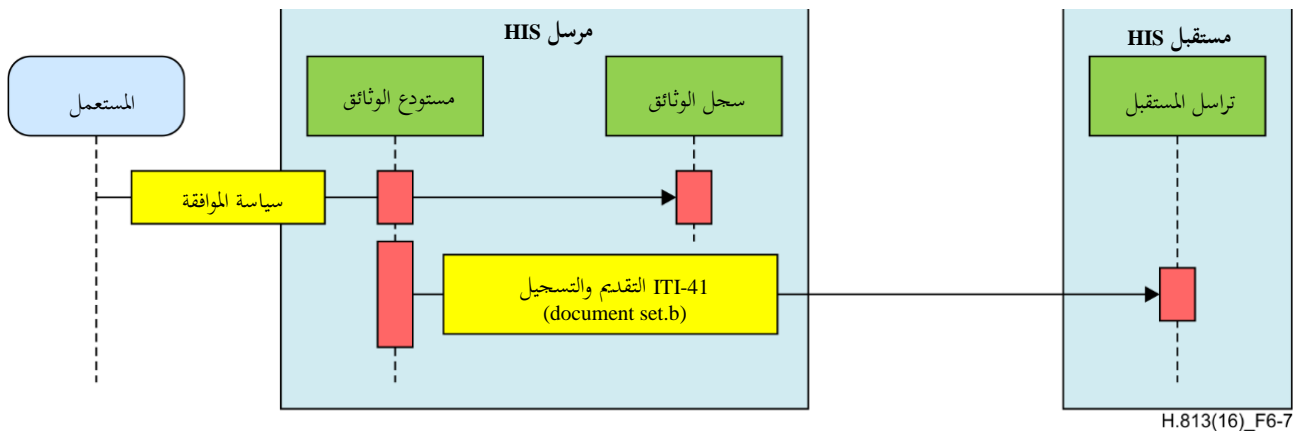 مرسل HIS
مستقبل HIS
المستعمل
مستودع الوثائق
سجل الوثائق
تراسل المستقبل
سياسة الموافقة
ITI-41 التقديم والتسجيل
(document set.b)
H.813(16)_F6-7